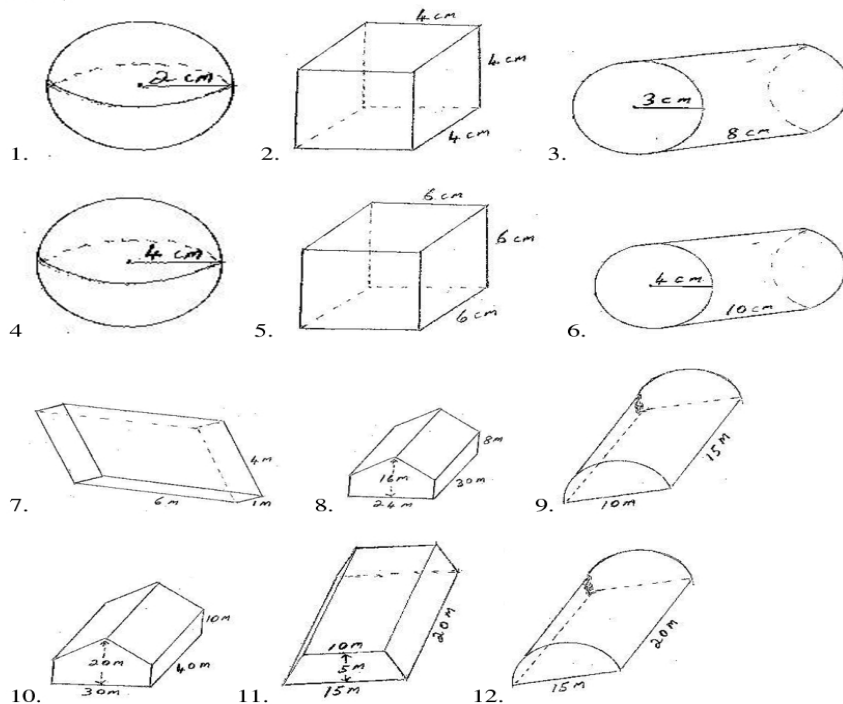 1. 2 cm
2. 4 cm 4 cm 4 cm
3. 3 cm 8 cm
4 4 cm
5. 6 cm 6 cm 6 cm
6. 4 cm 10 cm
7. 4 m 6 m 1 m
8. 8 m 16 m 30 m 24 m
9. 15 m 10 m
10. 10 m 20 m 40 m 30 m
11. 10 m 5 m 20 m 15 m
12. 20 m 15 m